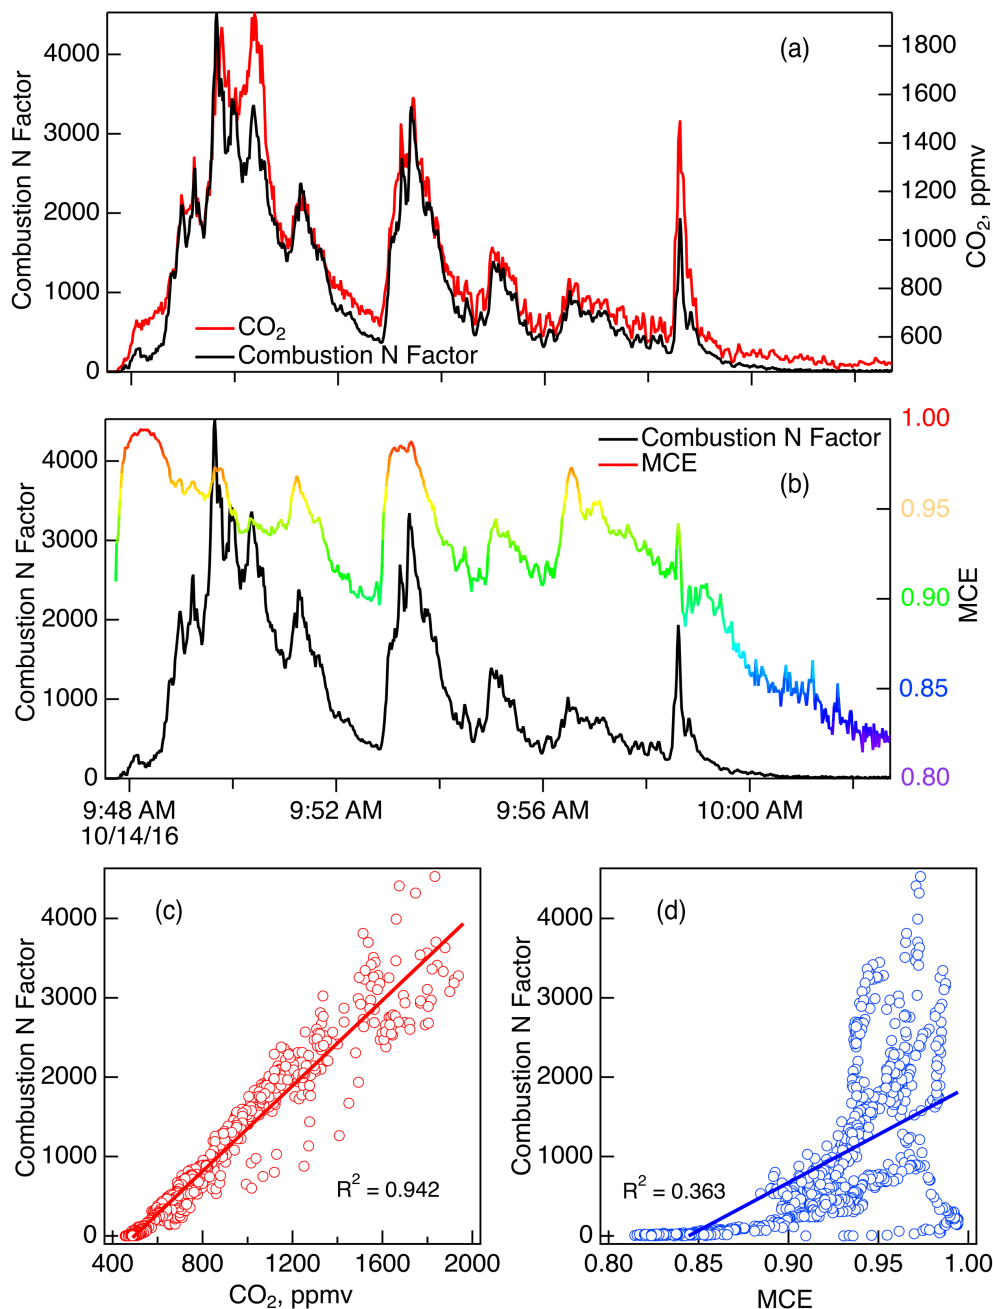 (a)
Combustion N Factor
4000
3000
2000
1000
0
1800
1600
1400
1200
1000
800
600
CO₂, ppmv
CO₂
Combustion N Factor
(b)
Combustion N Factor
MCE
Combustion N Factor
4000
3000
2000
1000
0
1.00
0.95
0.90
0.85
0.80
MCE
9:48 AM
10/14/16
9:52 AM
9:56 AM
10:00 AM
(c)
Combustion N Factor
4000
3000
2000
1000
0
R² = 0.942
400
800
1200
1600
2000
CO₂, ppmv
(d)
Combustion N Factor
4000
3000
2000
1000
0
R² = 0.363
0.80
0.85
0.90
0.95
1.00
MCE